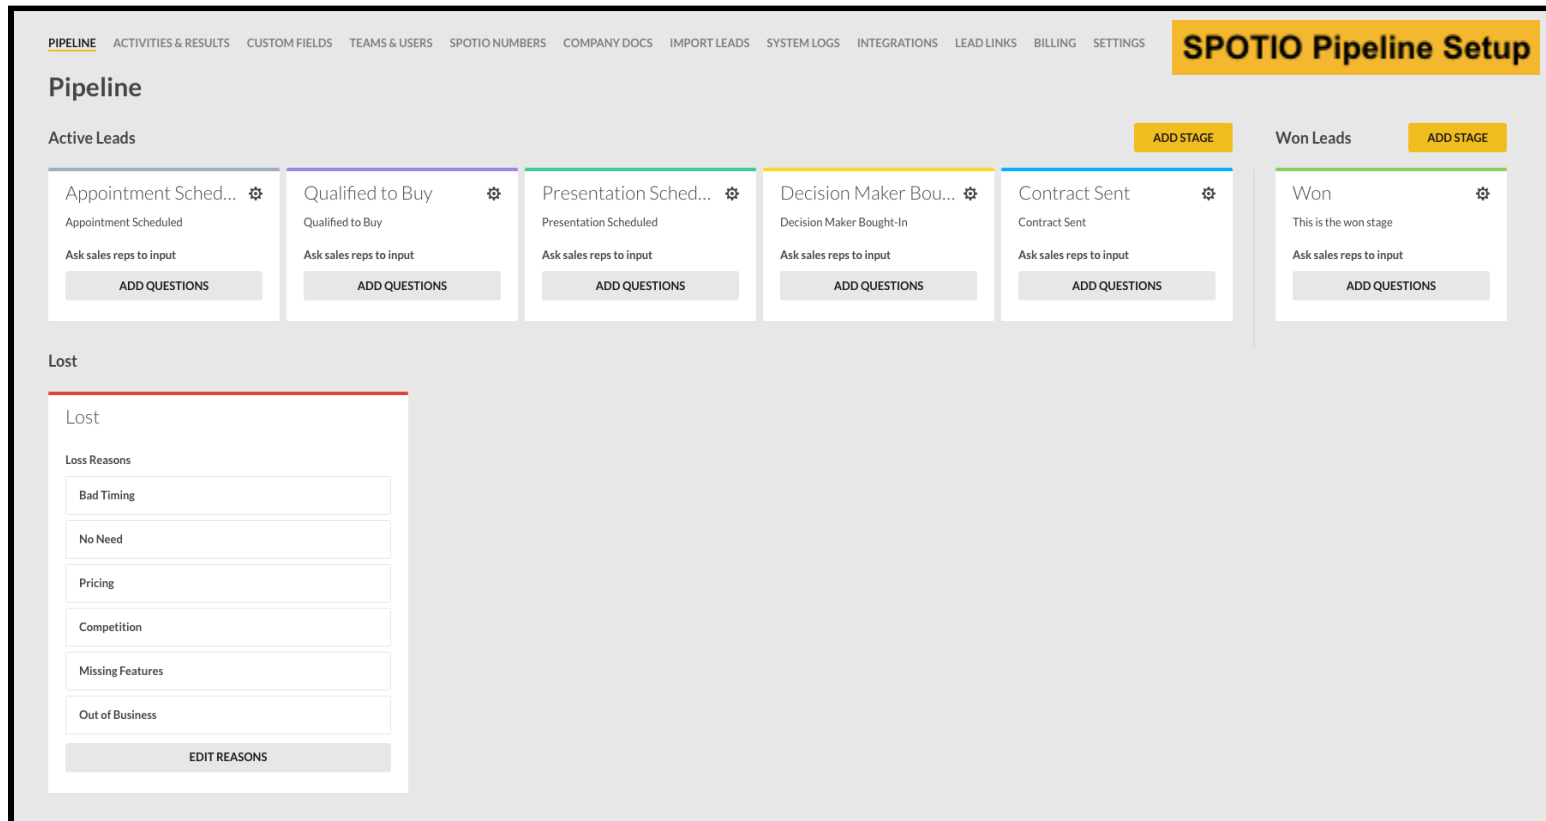 PIPELINE ACTIVITIES & RESULTS CUSTOM FIELDS TEAMS & USERS SPOTIO NUMBERS COMPANY DOCS IMPORT LEADS SYSTEM LOGS INTEGRATIONS LEAD LINKS BILLING SETTINGS
SPOTIO Pipeline Setup
Pipeline
Active Leads
ADD STAGE
Won Leads
ADD STAGE
Appointment Sched...
Appointment Scheduled
Ask sales reps to input
ADD QUESTIONS
Qualified to Buy
Qualified to Buy
Ask sales reps to input
ADD QUESTIONS
Presentation Sched...
Presentation Scheduled
Ask sales reps to input
ADD QUESTIONS
Decision Maker Bou...
Decision Maker Bought-In
Ask sales reps to input
ADD QUESTIONS
Contract Sent
Contract Sent
Ask sales reps to input
ADD QUESTIONS
Won
This is the won stage
Ask sales reps to input
ADD QUESTIONS
Lost
Lost
Loss Reasons
Bad Timing
No Need
Pricing
Competition
Missing Features
Out of Business
EDIT REASONS